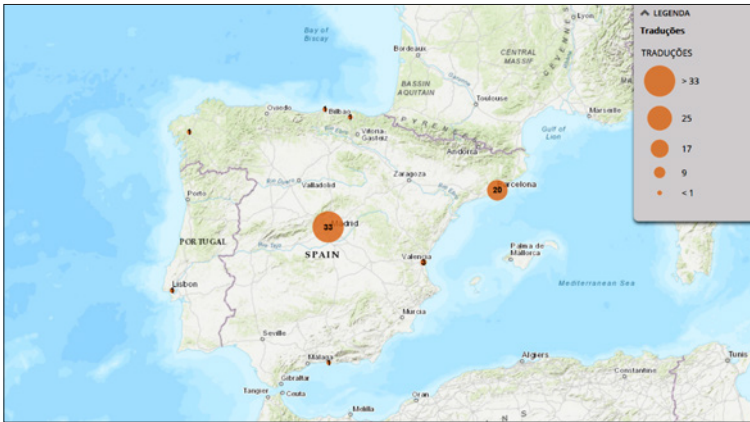 LEGENDA
Traduções
TRADUÇÕES
> 33
25
17
9
< 1
Bay of
Biscay
Lyon
Bordeaux
CENTRAL
MASSIF
CEVENNES
Garonne
BASSIN
AQUITAIN
Toulouse
Marseille
Gulf of
Lion
Oviedo
Bilbao
Vitoria-
Gasteiz
PYRENEES
Andorra
Zaragoza
Valladolid
Porto
20
Barcelona
33
Madrid
PORTUGAL
SPAIN
Valencia
Palma de
Mallorca
Mediterranean Sea
Lisbon
Murcia
Seville
Málaga
Gibraltar
Ceuta
Tangier
Melilla
Oran
Algiers
Constantine
Tunis